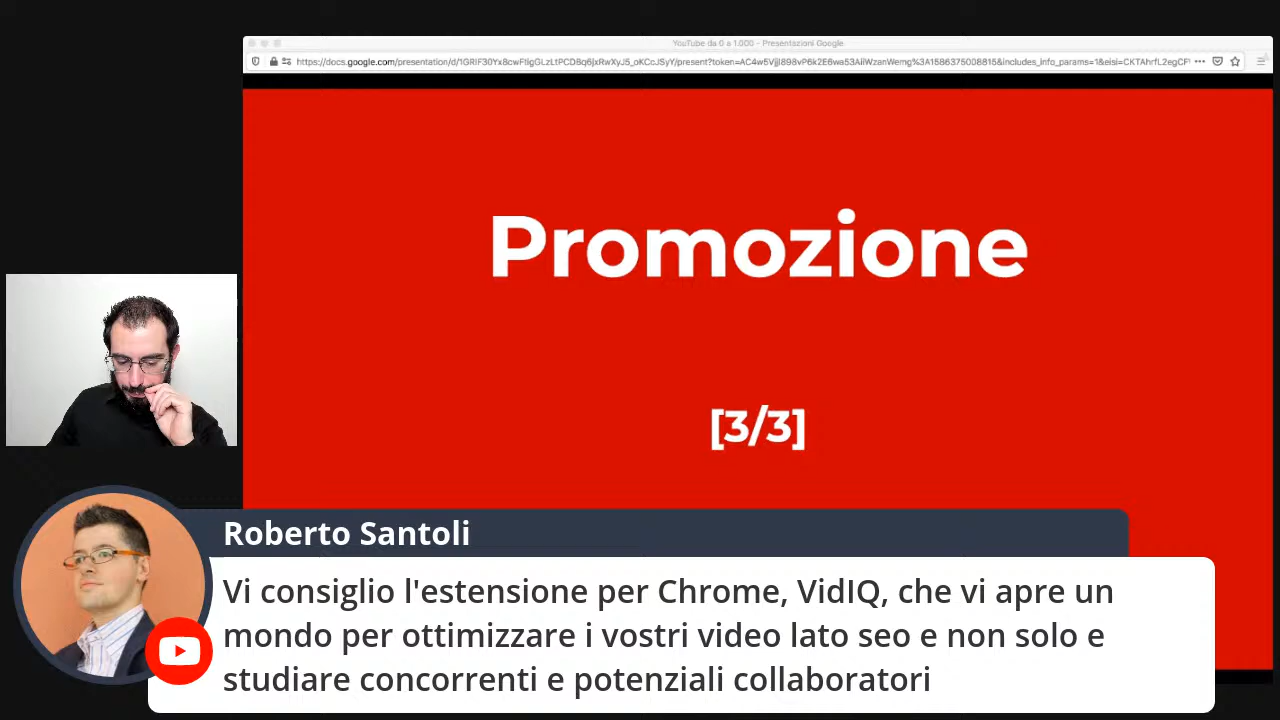 YouTube da 0 a 1.000 - Presentazioni Google
Promozione
[3/3]
Roberto Santoli
Vi consiglio l'estensione per Chrome, VidIQ, che vi apre un
mondo per ottimizzare i vostri video lato seo e non solo e
studiare concorrenti e potenziali collaboratori